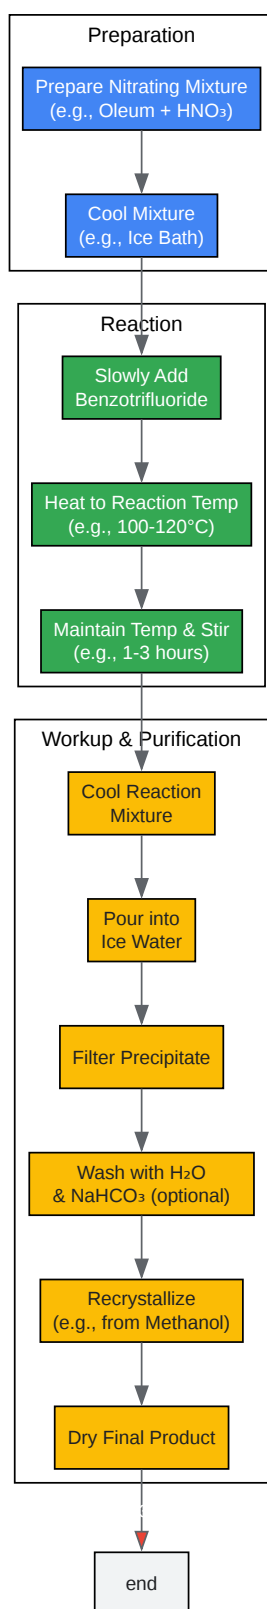 Preparation
Prepare Nitrating Mixture
(e.g., Oleum + HNO₃)
Cool Mixture
(e.g., Ice Bath)
Reaction
Slowly Add
Benzotrifluoride
Heat to Reaction Temp
(e.g., 100-120°C)
Maintain Temp & Stir
(e.g., 1-3 hours)
Workup & Purification
Cool Reaction
Mixture
Pour into
Ice Water
Filter Precipitate
Wash with H₂O
& NaHCO₃ (optional)
Recrystallize
(e.g., from Methanol)
Dry Final Product
end